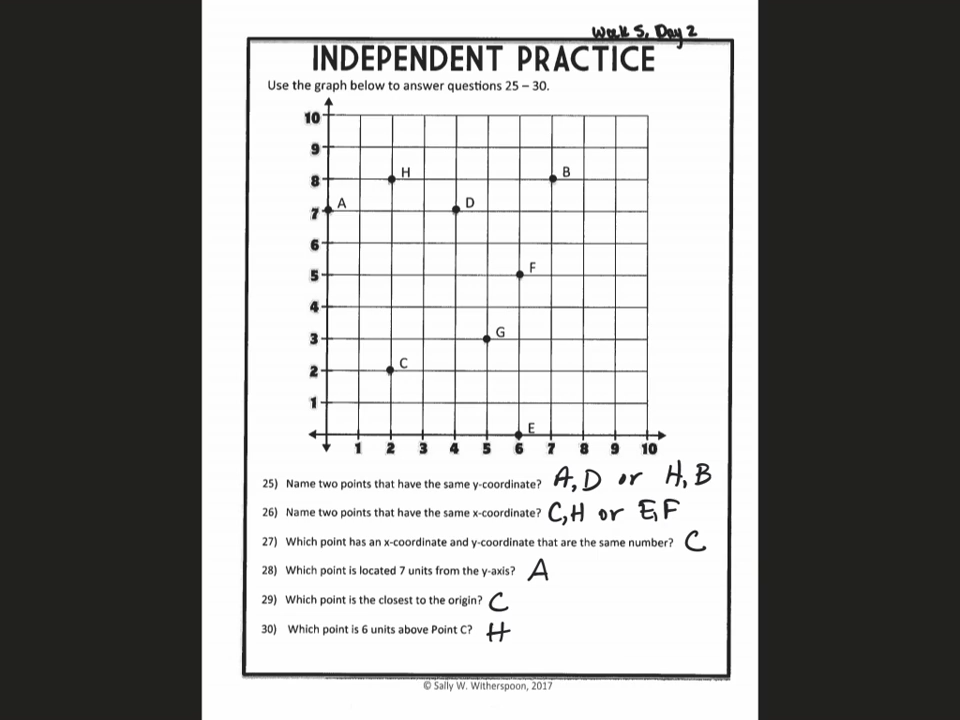 Week 5, Day 2
INDEPENDENT PRACTICE
Use the graph below to answer questions 25 – 30.
10
9
H
B
8
A
D
7
6
F
5
4
G
3
C
2
1
E
1 2 3 4 5 6 7 8 9 10
25) Name two points that have the same y-coordinate? A, D or H, B
26) Name two points that have the same x-coordinate? C, H or E, F
27) Which point has an x-coordinate and y-coordinate that are the same number? C
28) Which point is located 7 units from the y-axis? A
29) Which point is the closest to the origin? C
30) Which point is 6 units above Point C? H
© Sally W. Witherspoon, 2017